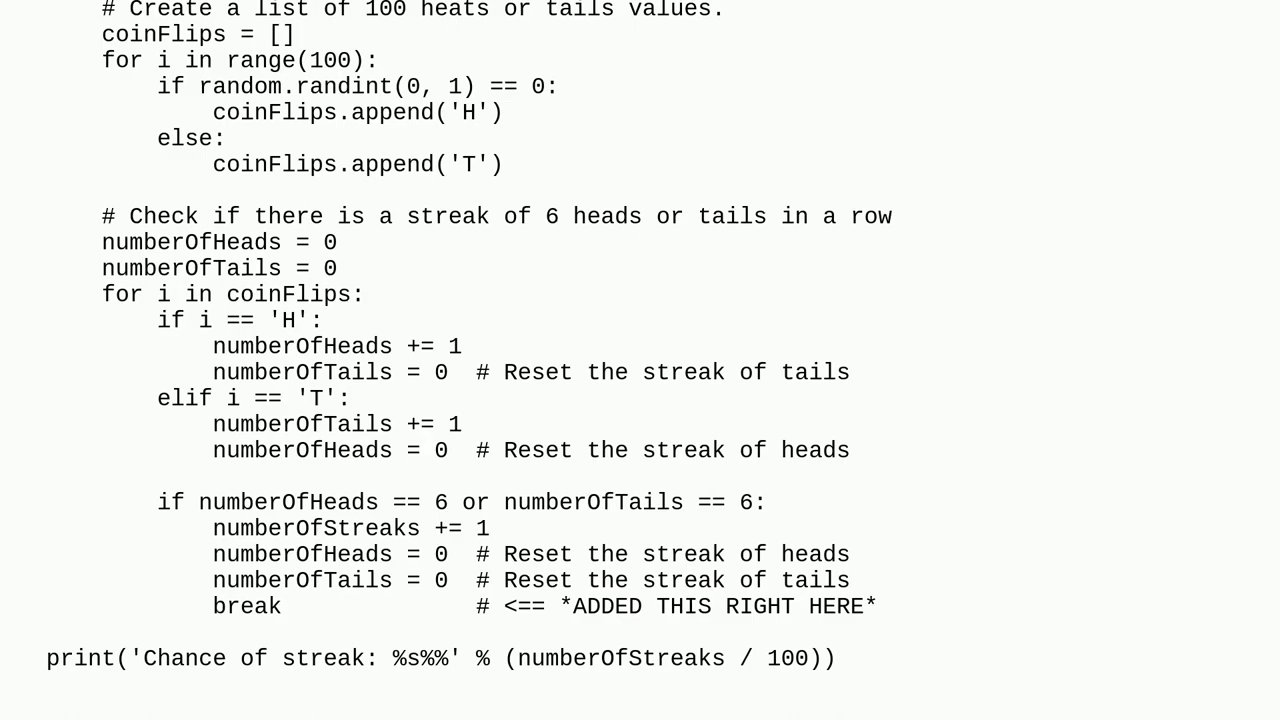 # Create a list of 100 heats or tails values.
coinFlips = []
for i in range(100):
if random.randint(0, 1) == 0:
coinFlips.append('H')
else:
coinFlips.append('T')
# Check if there is a streak of 6 heads or tails in a row
numberOfHeads = 0
numberOfTails = 0
for i in coinFlips:
if i == 'H':
numberOfHeads += 1
numberOfTails = 0  # Reset the streak of tails
elif i == 'T':
numberOfTails += 1
numberOfHeads = 0  # Reset the streak of heads
if numberOfHeads == 6 or numberOfTails == 6:
numberOfStreaks += 1
numberOfHeads = 0  # Reset the streak of heads
numberOfTails = 0  # Reset the streak of tails
break              # <== *ADDED THIS RIGHT HERE*
print('Chance of streak: %s%%' % (numberOfStreaks / 100))